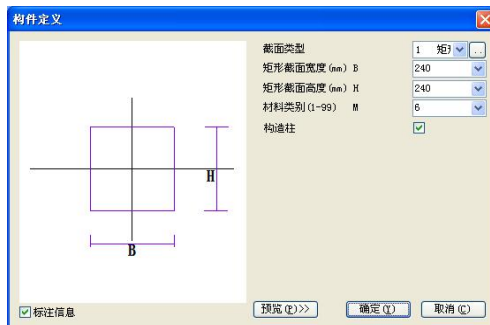 构件定义
截面类型 1 矩形 ..
矩形截面宽度(mm) B 240
矩形截面高度(mm) H 240
材料类别(1-99) M 6
构造柱
H
B
标注信息
预览(P)>>
确定(Y)
取消(C)